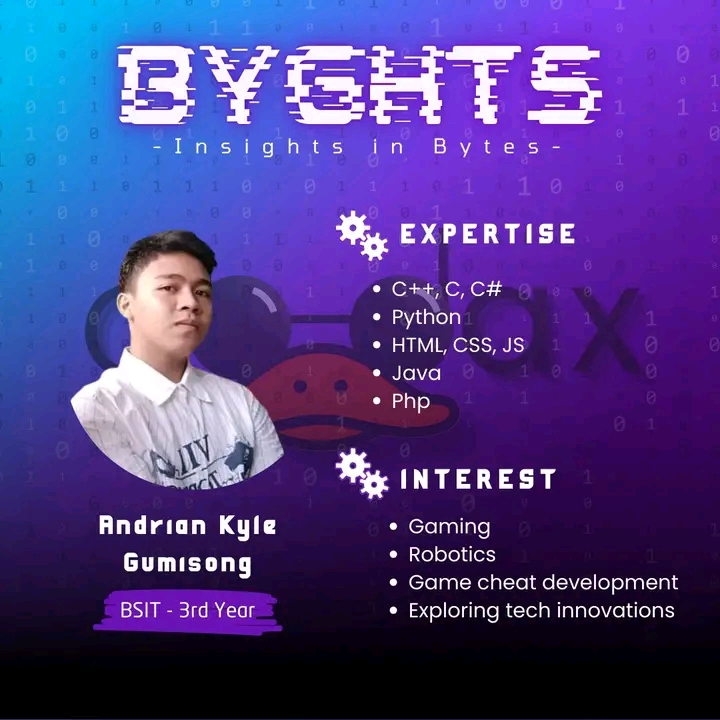 BYGHTS
-Insights in Bytes-
EXPERTISE
C++, C, C#
Python
HTML, CSS, JS
Java
Php
INTEREST
Gaming
Robotics
Game cheat development
Exploring tech innovations
Andrian Kyle
Gumisong
BSIT - 3rd Year